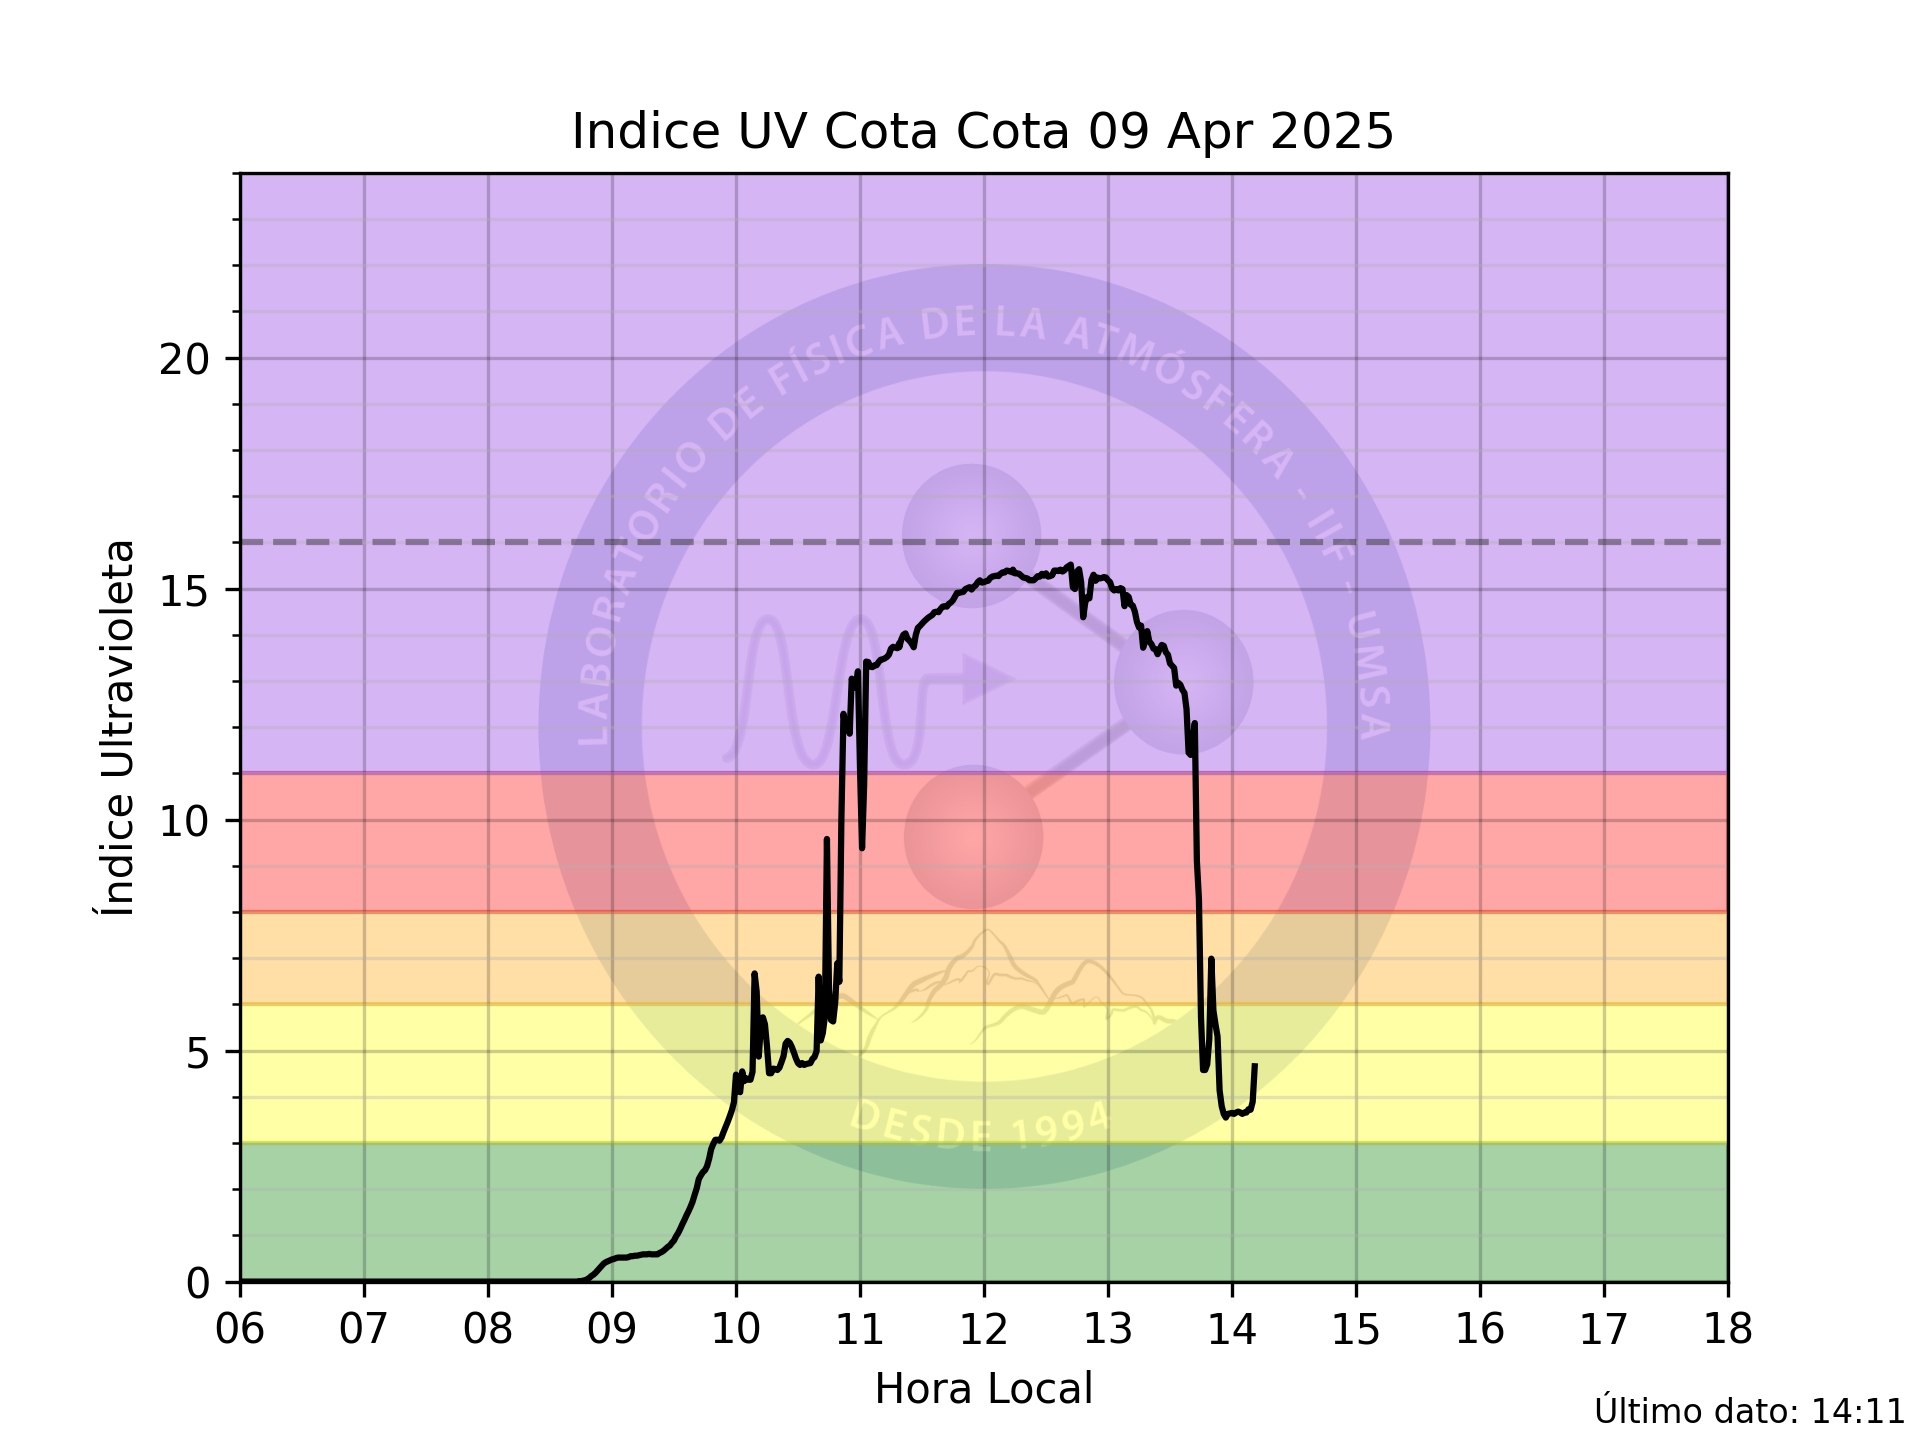 Indice UV Cota Cota 09 Apr 2025
LABORATORIO DE FÍSICA DE LA ATMÓSFERA - IIF - UMSA
DESDE 1994
Índice Ultravioleta
20
15
10
5
0
06 07 08 09 10 11 12 13 14 15 16 17 18
Hora Local
Último dato: 14:11